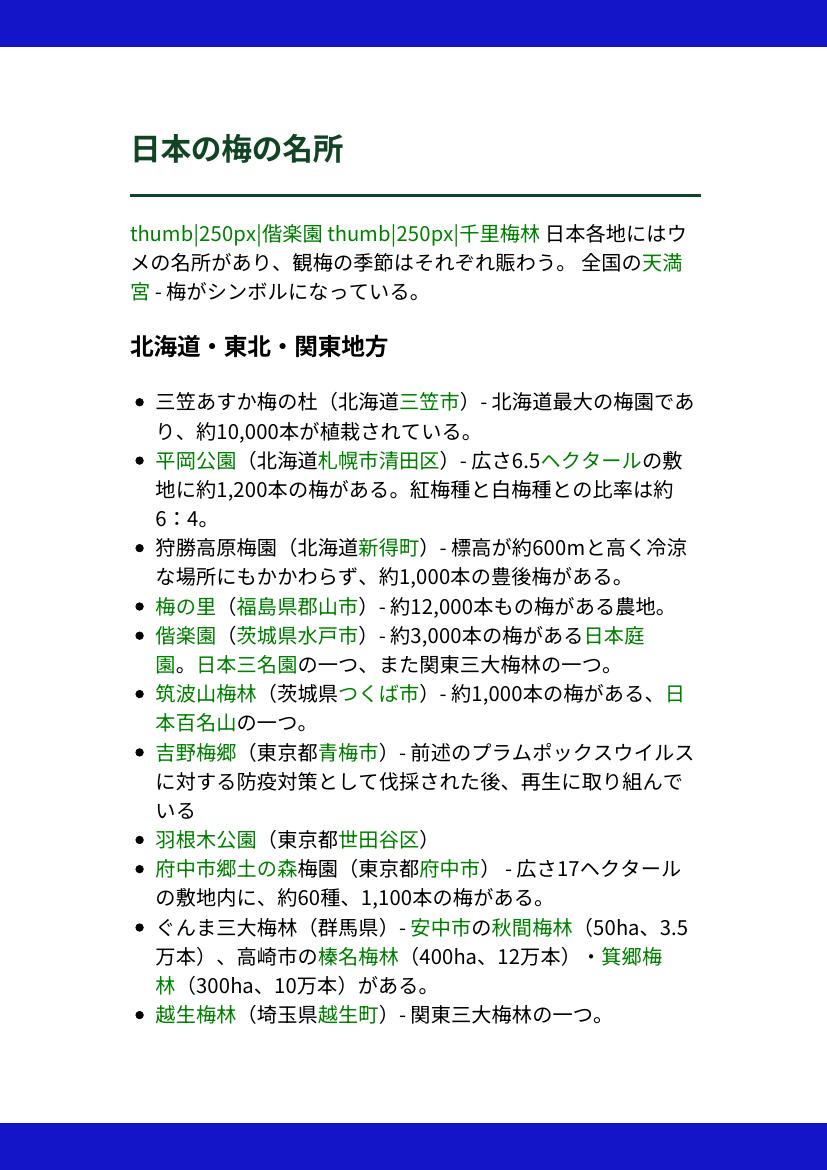 日本の梅の名所
thumb|250px|偕楽園 thumb|250px|千里梅林 日本各地にはウ
メの名所があり、観梅の季節はそれぞれ賑わう。 全国の天満
宮 - 梅がシンボルになっている。
北海道・東北・関東地方
三笠あすか梅の杜（北海道三笠市）- 北海道最大の梅園であ
り、約10,000本が植栽されている。
平岡公園（北海道札幌市清田区）- 広さ6.5ヘクタールの敷
地に約1,200本の梅がある。紅梅種と白梅種との比率は約
6：4。
狩勝高原梅園（北海道新得町）- 標高が約600mと高く冷涼
な場所にもかかわらず、約1,000本の豊後梅がある。
梅の里（福島県郡山市）- 約12,000本もの梅がある農地。
偕楽園（茨城県水戸市）- 約3,000本の梅がある日本庭
園。日本三名園の一つ、また関東三大梅林の一つ。
筑波山梅林（茨城県つくば市）- 約1,000本の梅がある、日
本百名山の一つ。
吉野梅郷（東京都青梅市）- 前述のプラムポックスウイルス
に対する防疫対策として伐採された後、再生に取り組んで
いる
羽根木公園（東京都世田谷区）
府中市郷土の森梅園（東京都府中市） - 広さ17ヘクタール
の敷地内に、約60種、1,100本の梅がある。
ぐんま三大梅林（群馬県）- 安中市の秋間梅林（50ha、3.5
万本）、高崎市の榛名梅林（400ha、12万本）・箕郷梅
林（300ha、10万本）がある。
越生梅林（埼玉県越生町）- 関東三大梅林の一つ。